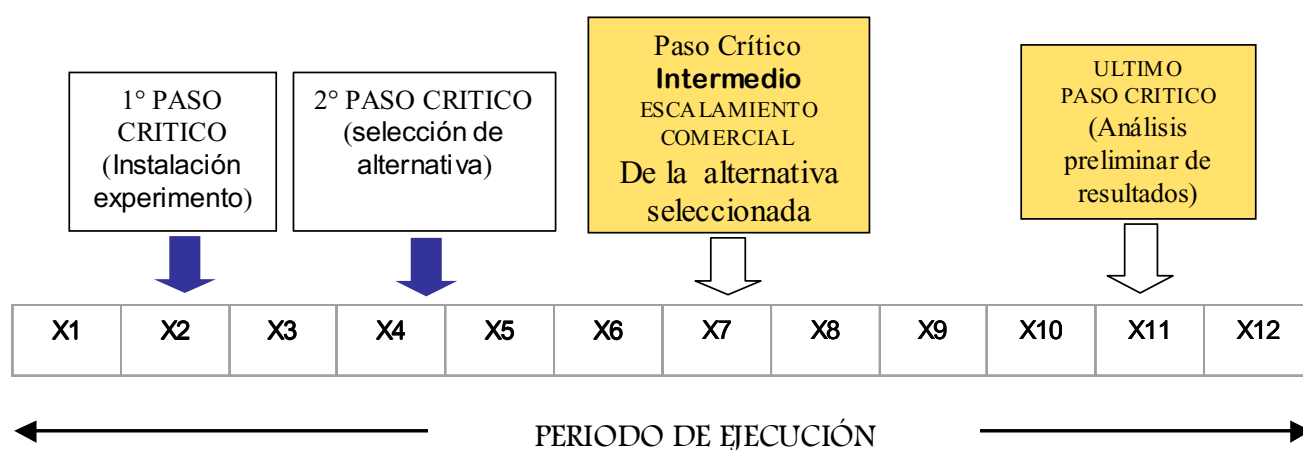 1° PASO
CRITICO
(Instalación
experimento)
2° PASO CRITICO
(selección de
alternativa)
Paso Crítico
Intermedio
ESCALAMIENTO
COMERCIAL
De la alternativa
seleccionada
ULTIMO
PASO CRITICO
(Análisis
preliminar de
resultados)
X1 X2 X3 X4 X5 X6 X7 X8 X9 X10 X11 X12
PERIODO DE EJECUCIÓN